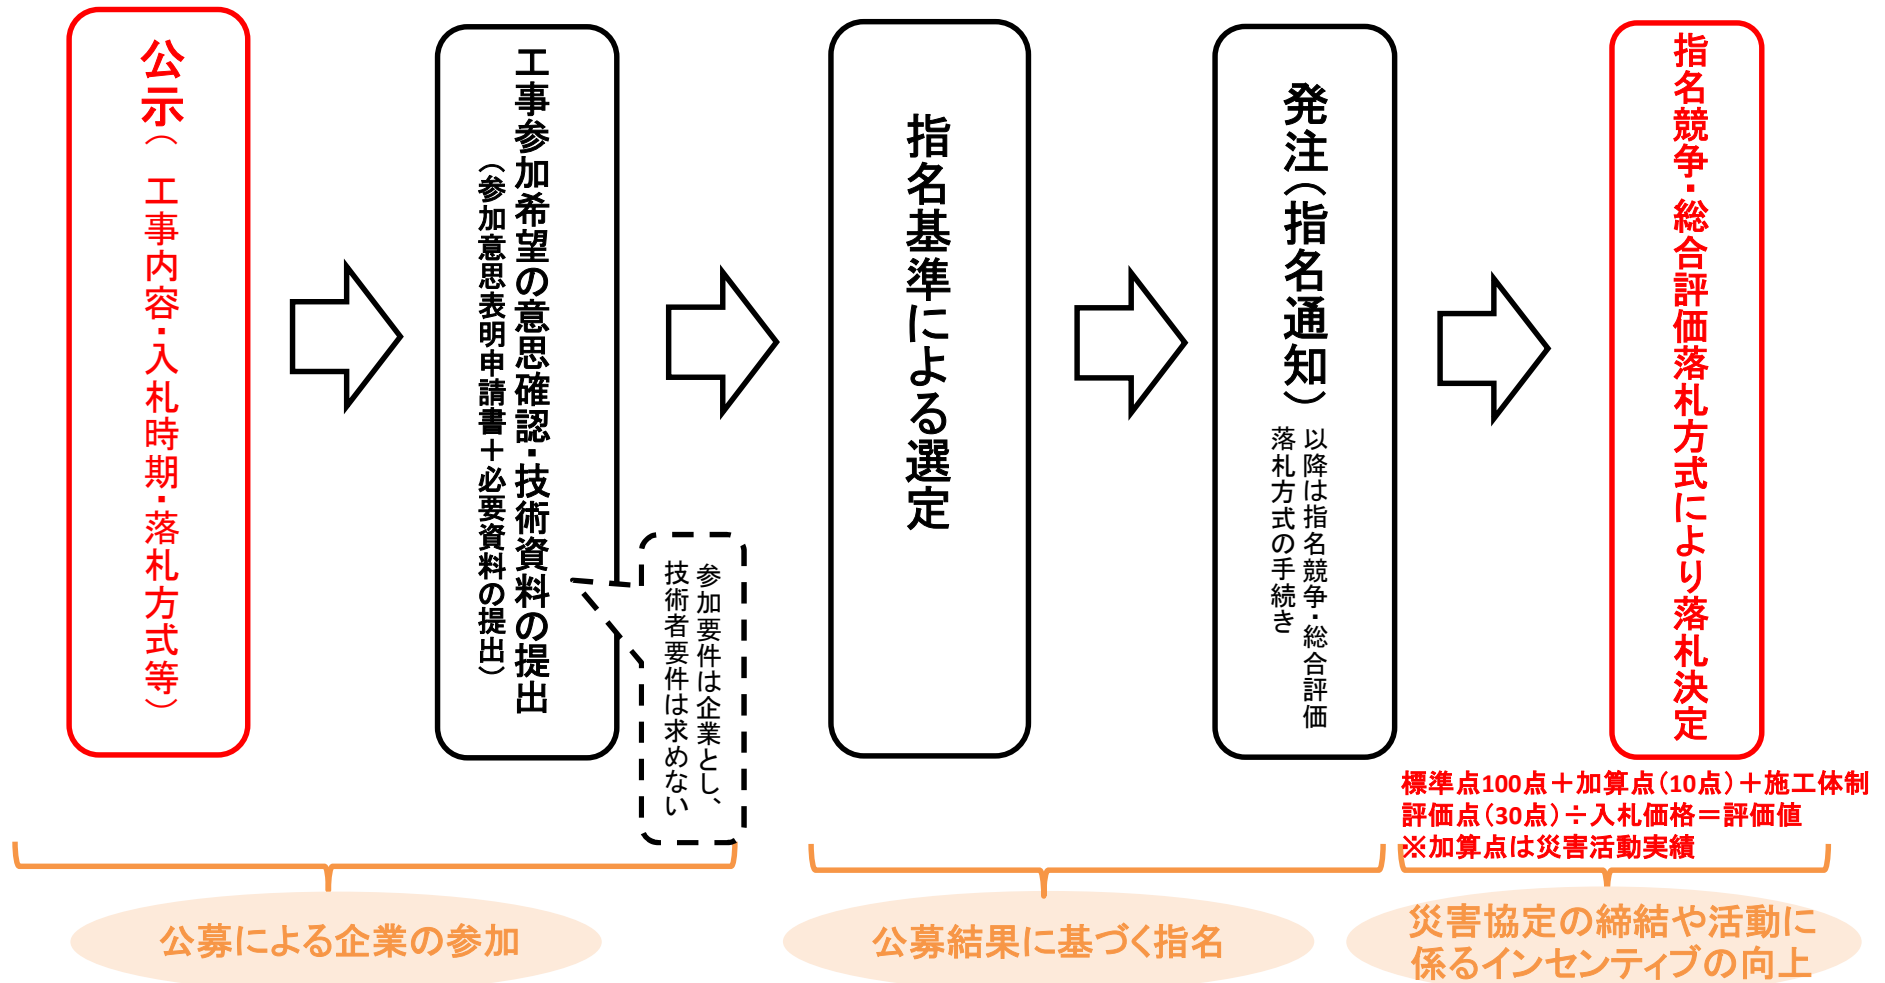 公示（　工事内容・入札時期・落札方式等）
工事参加希望の意思確認・技術資料の提出
（参加意思表明申請書＋必要資料の提出）
参加要件は企業とし、
技術者要件は求めない
指名基準による選定
発注（指名通知）
以降は指名競争・総合評価
落札方式の手続き
指名競争・総合評価落札方式により落札決定
標準点100点＋加算点（10点）＋施工体制
評価点（30点）÷入札価格＝評価値
※加算点は災害活動実績
公募による企業の参加
公募結果に基づく指名
災害協定の締結や活動に
係るインセンティブの向上